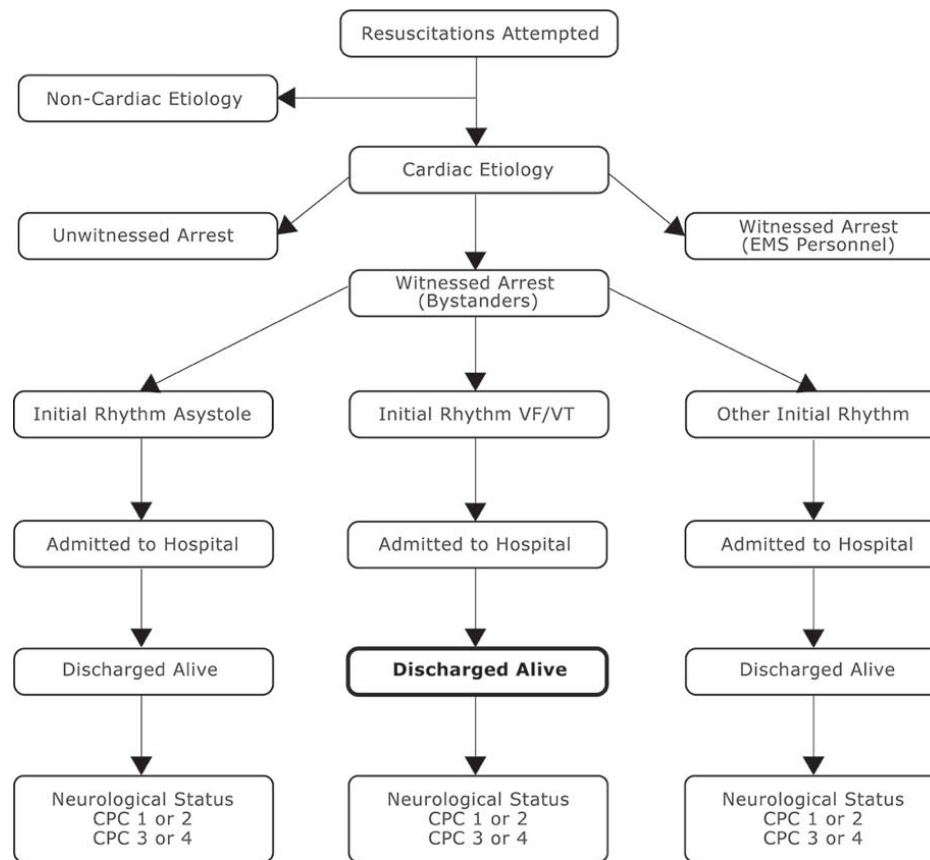 Resuscitations Attempted
Non-Cardiac Etiology
Cardiac Etiology
Unwitnessed Arrest
Witnessed Arrest
(EMS Personnel)
Witnessed Arrest
(Bystanders)
Initial Rhythm Asystole
Initial Rhythm VF/VT
Other Initial Rhythm
Admitted to Hospital
Admitted to Hospital
Admitted to Hospital
Discharged Alive
Discharged Alive
Discharged Alive
Neurological Status
CPC 1 or 2
CPC 3 or 4
Neurological Status
CPC 1 or 2
CPC 3 or 4
Neurological Status
CPC 1 or 2
CPC 3 or 4